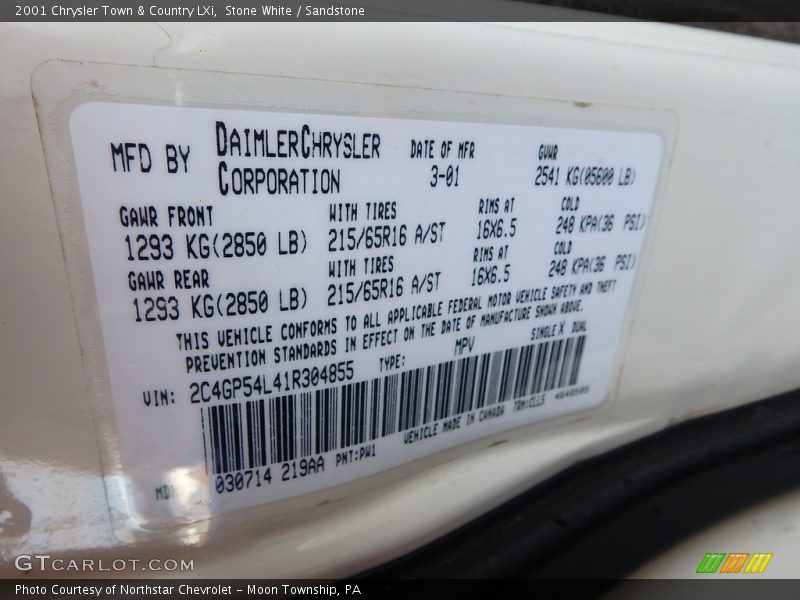 2001 Chrysler Town & Country LXi, Stone White / Sandstone
MFD BY DAIMLERCHRYSLER CORPORATION
DATE OF MFR 3-01
GVWR 2541 KG(05600 LB)
GAWR FRONT WITH TIRES RIMS AT COLD
1293 KG(2850 LB) 215/65R16 A/ST 16X6.5 248 KPA(36 PSI)
GAWR REAR WITH TIRES RIMS AT COLD
1293 KG(2850 LB) 215/65R16 A/ST 16X6.5 248 KPA(36 PSI)
THIS VEHICLE CONFORMS TO ALL APPLICABLE FEDERAL MOTOR VEHICLE SAFETY AND THEFT
PREVENTION STANDARDS IN EFFECT ON THE DATE OF MANUFACTURE SHOWN ABOVE.
VIN: 2C4GP54L41R304855 TYPE: MPV SINGLE X DUAL
VEHICLE MADE IN CANADA
030714 219AA PNT:PW1
GTCARLOT.COM
Photo Courtesy of Northstar Chevrolet - Moon Township, PA